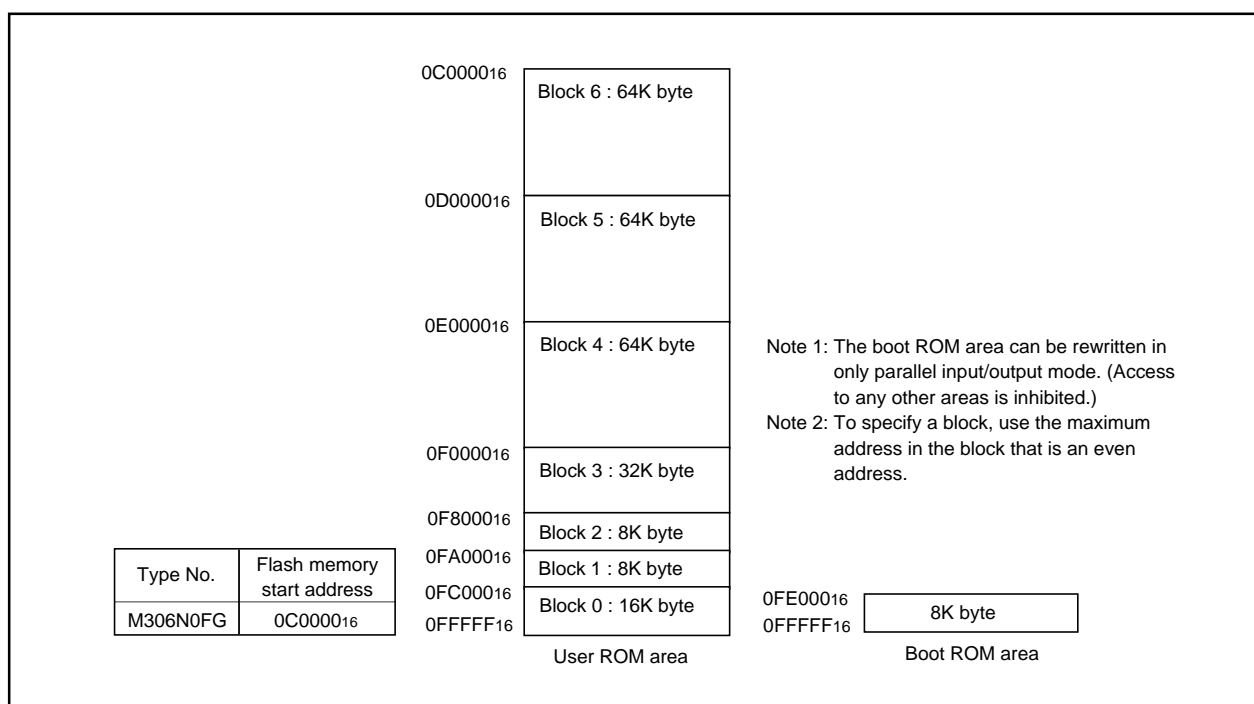 0C000016
Block 6 : 64K byte
0D000016
Block 5 : 64K byte
0E000016
Block 4 : 64K byte
Note 1: The boot ROM area can be rewritten in
only parallel input/output mode. (Access
to any other areas is inhibited.)
Note 2: To specify a block, use the maximum
address in the block that is an even
address.
0F000016
Block 3 : 32K byte
0F800016
Block 2 : 8K byte
0FA00016
Block 1 : 8K byte
0FC00016
Block 0 : 16K byte
0FFFFF16
User ROM area
Type No.
Flash memory
start address
M306N0FG
0C000016
0FE00016
8K byte
0FFFFF16
Boot ROM area